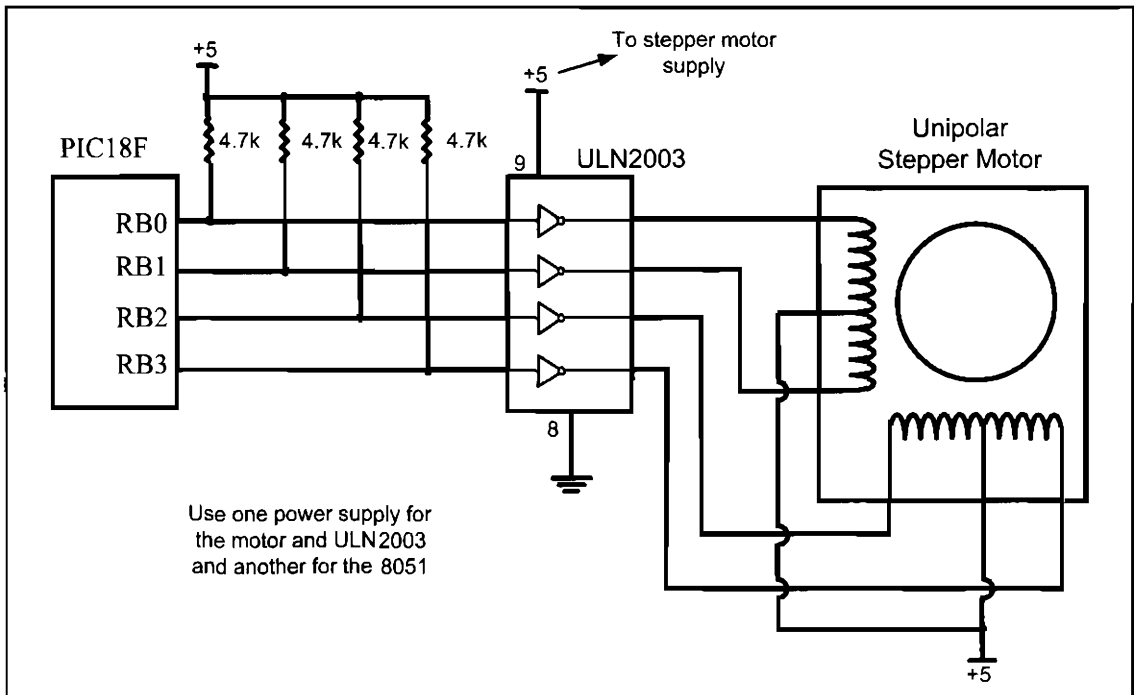 +5
To stepper motor
supply
+5
4.7k
4.7k
4.7k
4.7k
PIC18F
9
ULN2003
Unipolar
Stepper Motor
RB0
RB1
RB2
RB3
8
Use one power supply for
the motor and ULN2003
and another for the 8051
+5